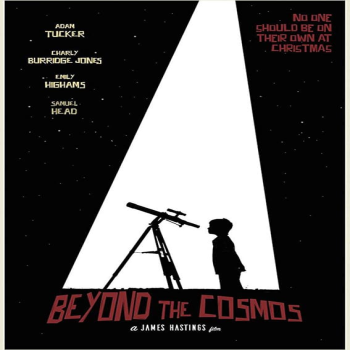 ADAM
TUCKER
CHARLY
BURRIDGE JONES
EMILY
HIGHAMS
SAMUEL
HEAD
NO ONE
SHOULD BE ON
THEIR OWN AT
CHRISTMAS
BEYOND THE COSMOS
a JAMES HASTINGS film